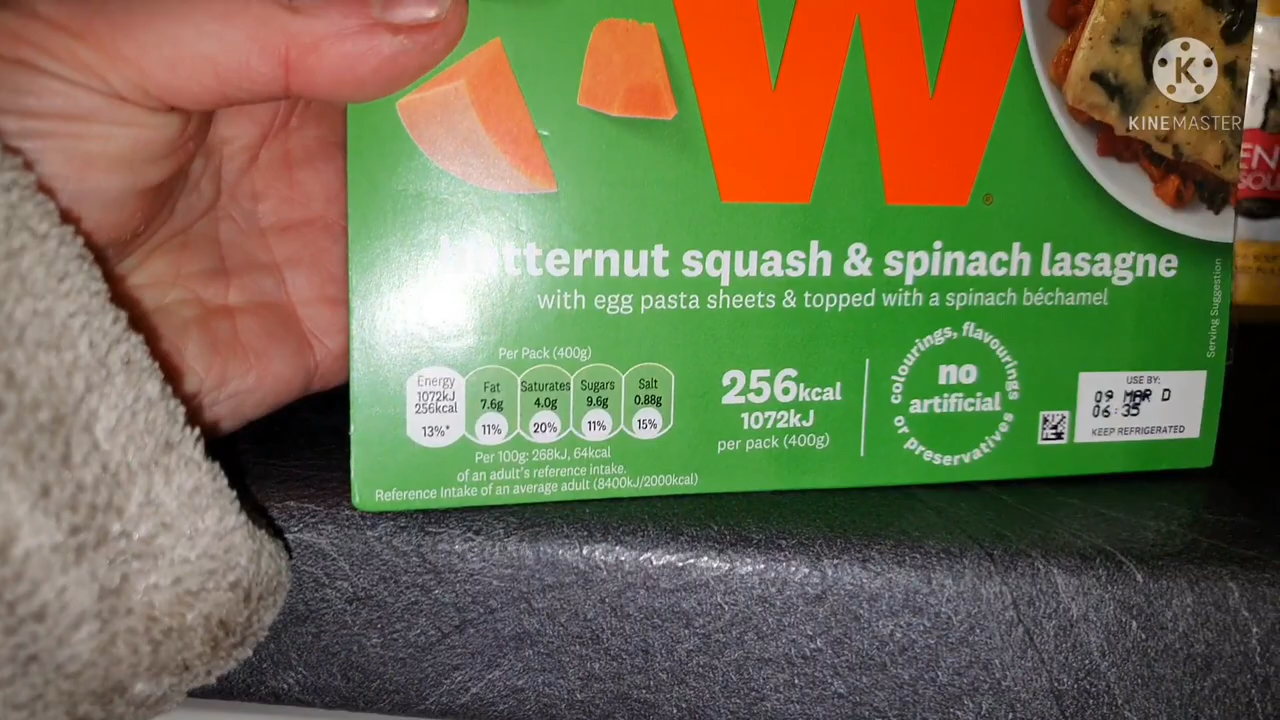 W
®
KINEMASTER
butternut squash & spinach lasagne
with egg pasta sheets & topped with a spinach béchamel
Serving Suggestion
Per Pack (400g)
Energy
1072kJ
256kcal
13%*
Fat
7.6g
11%
Saturates
4.0g
20%
Sugars
9.6g
11%
Salt
0.88g
15%
Per 100g: 268kJ, 64kcal
of an adult's reference intake.
Reference Intake of an average adult (8400kJ/2000kcal)
256kcal
1072kJ
per pack (400g)
colourings, flavourings
no
artificial
or preservatives
USE BY:
09 MAR D
06:35
KEEP REFRIGERATED